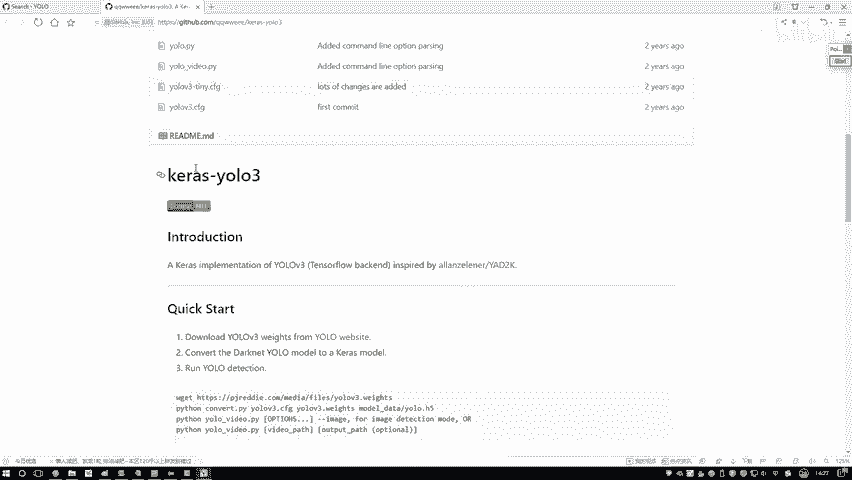 Search · YOLO
qqwweee/keras-yolo3: A Ker
https://github.com/qqwweee/keras-yolo3
yolo.py Added command line option parsing 2 years ago
yolo_video.py Added command line option parsing 2 years ago
yolov3-tiny.cfg lots of changes are added 2 years ago
yolov3.cfg first commit 2 years ago
README.md
keras-yolo3
Introduction
A Keras implementation of YOLOv3 (Tensorflow backend) inspired by allanzelener/YAD2K.
Quick Start
1. Download YOLOv3 weights from YOLO website.
2. Convert the Darknet YOLO model to a Keras model.
3. Run YOLO detection.
wget https://pjreddie.com/media/files/yolov3.weights
python convert.py yolov3.cfg yolov3.weights model_data/yolo.h5
python yolo_video.py [OPTIONS...] --image, for image detection mode, OR
python yolo_video.py [video_path] [output_path (optional)]
125%
14:27